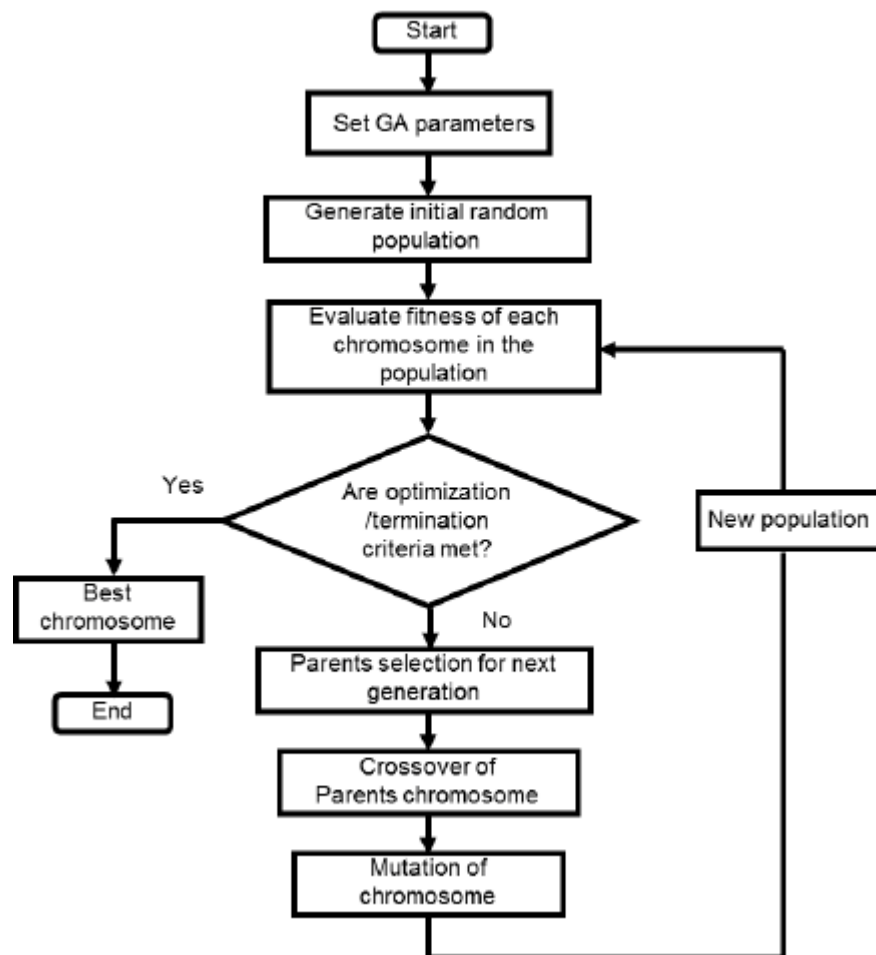 Start
Set GA parameters
Generate initial random
population
Evaluate fitness of each
chromosome in the
population
Yes
Are optimization
/termination
criteria met?
New population
Best
chromosome
No
Parents selection for next
generation
End
Crossover of
Parents chromosome
Mutation of
chromosome